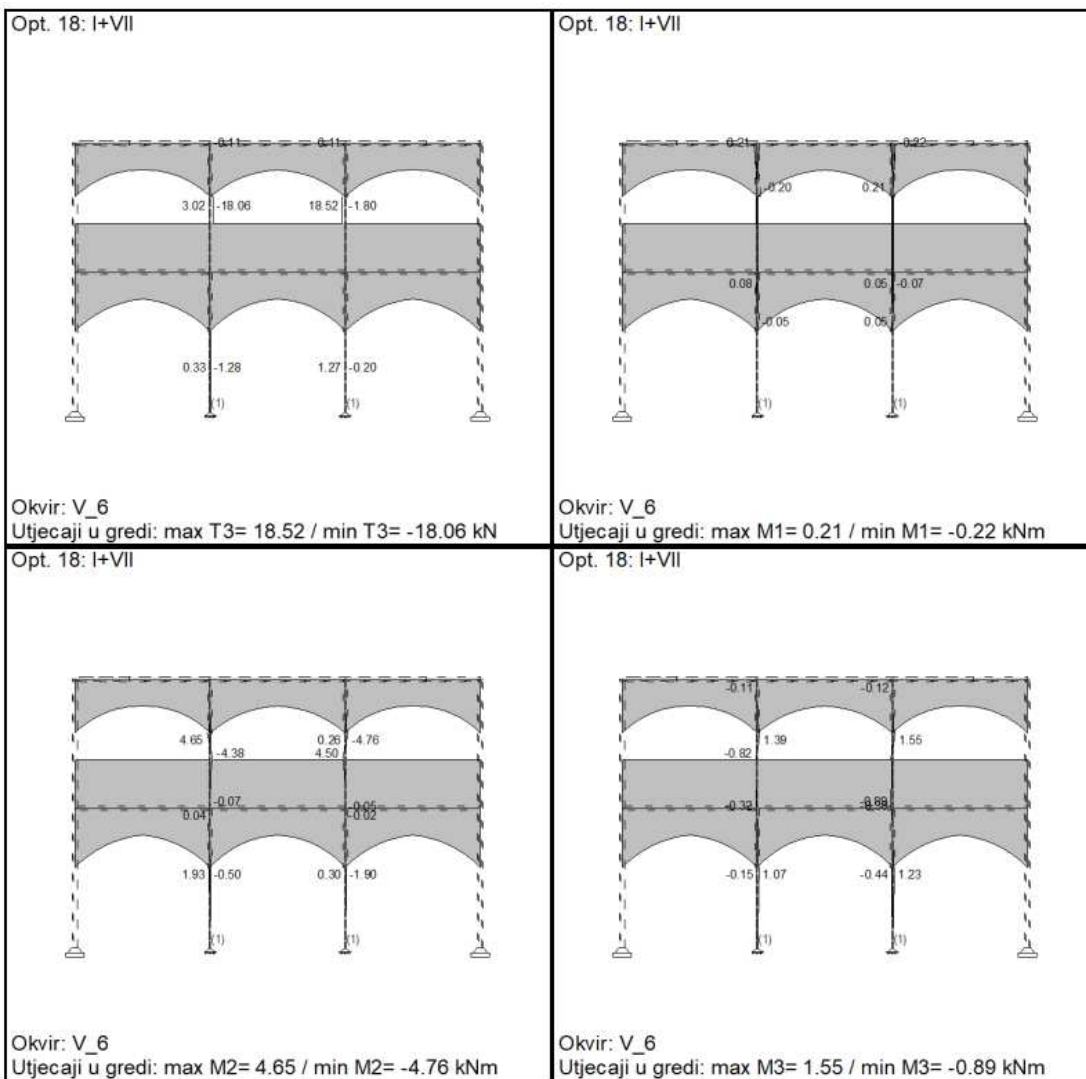 Opt. 18: I+VII
-0.11 0.11
3.02 -18.06 18.52 -1.80
0.33 -1.28 1.27 -0.20
(1) (1)
Okvir: V_6
Utjecaji u gredi: max T3= 18.52 / min T3= -18.06 kN
Opt. 18: I+VII
0.21 -0.22
-0.20 0.21
0.08 0.05 -0.07
-0.05 0.05
(1) (1)
Okvir: V_6
Utjecaji u gredi: max M1= 0.21 / min M1= -0.22 kNm
Opt. 18: I+VII
4.65 0.26 -4.76
-4.38 4.50
-0.07 -0.05
0.04 -0.02
1.93 -0.50 0.30 -1.90
(1) (1)
Okvir: V_6
Utjecaji u gredi: max M2= 4.65 / min M2= -4.76 kNm
Opt. 18: I+VII
-0.11 -0.12
1.39 1.55
-0.82
-0.32 -0.89
-0.15 1.07 -0.44 1.23
(1) (1)
Okvir: V_6
Utjecaji u gredi: max M3= 1.55 / min M3= -0.89 kNm